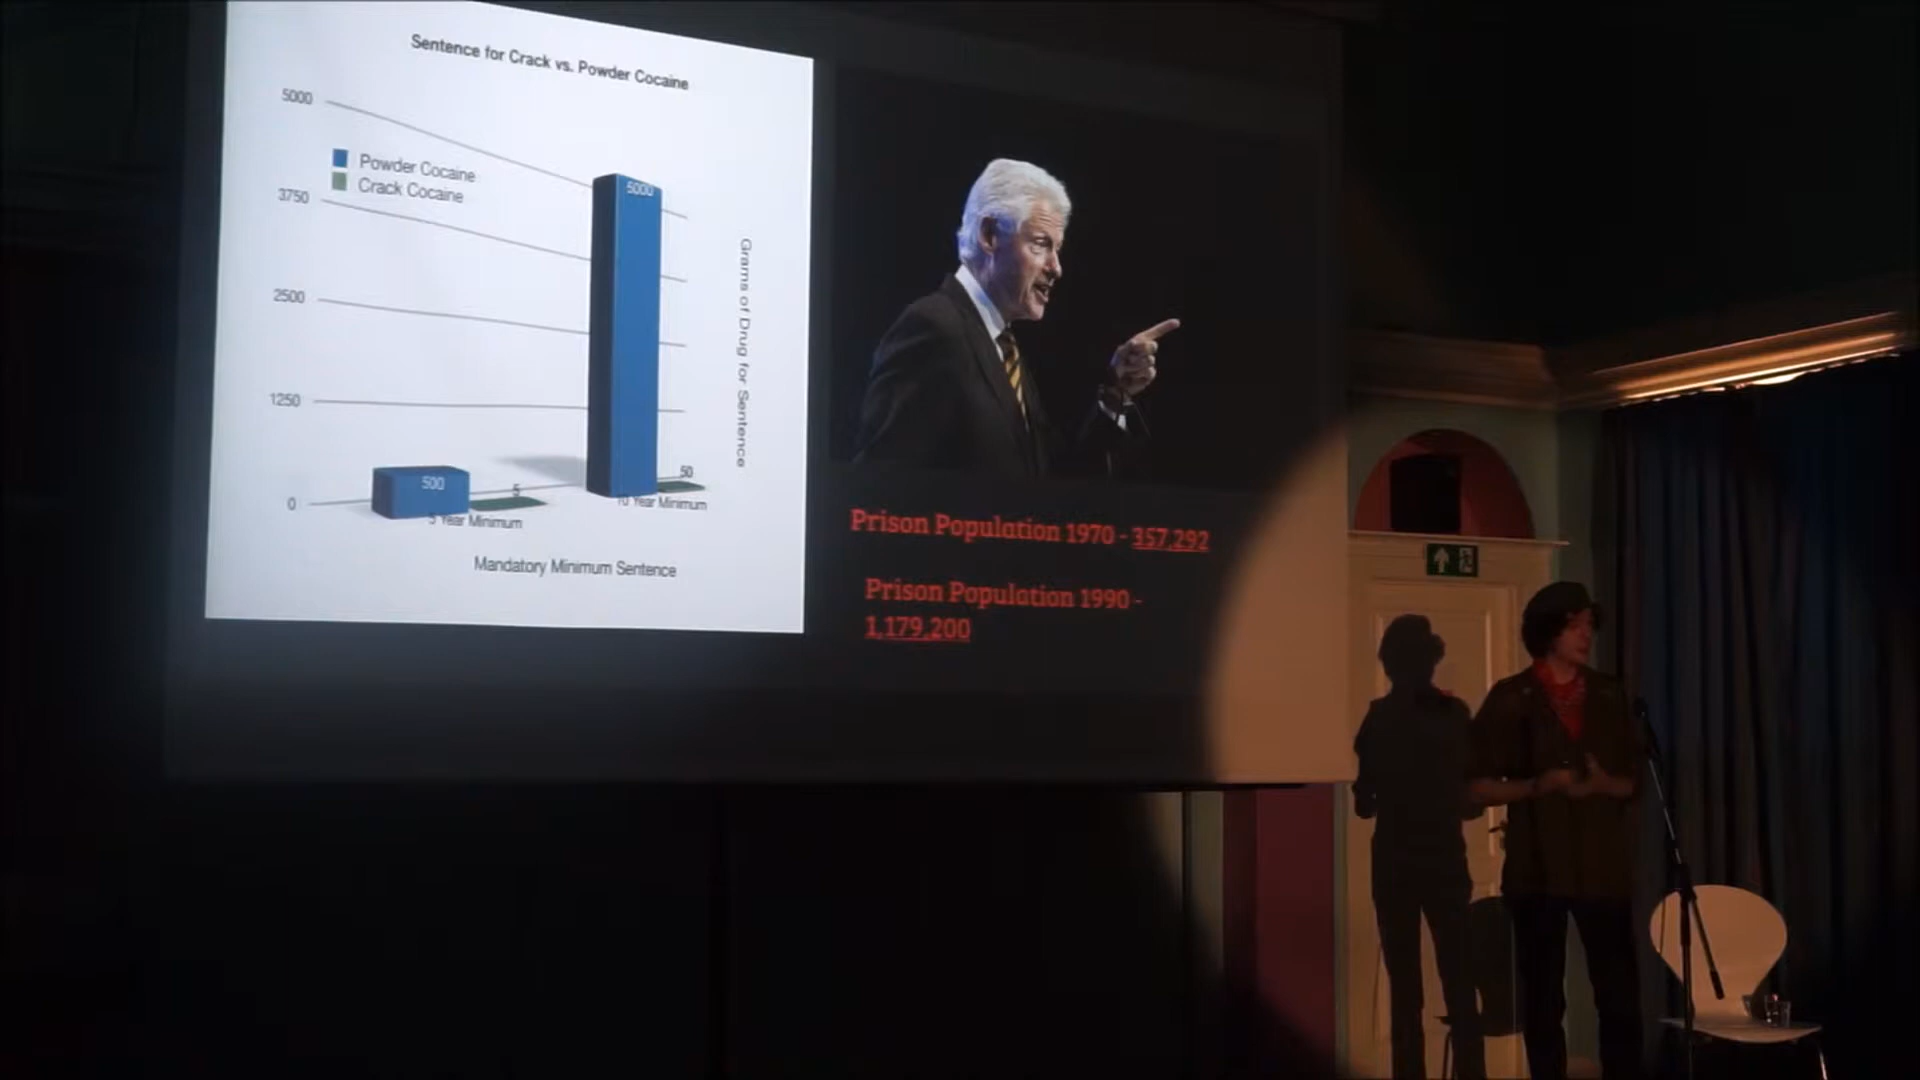 Sentence for Crack vs. Powder Cocaine
5000
Powder Cocaine
Crack Cocaine
3750
2500
1250
0
5000
500
5
50
5 Year Minimum
10 Year Minimum
Mandatory Minimum Sentence
Grams of Drug for Sentence
Prison Population 1970 - 357,292
Prison Population 1990 -
1,179,200